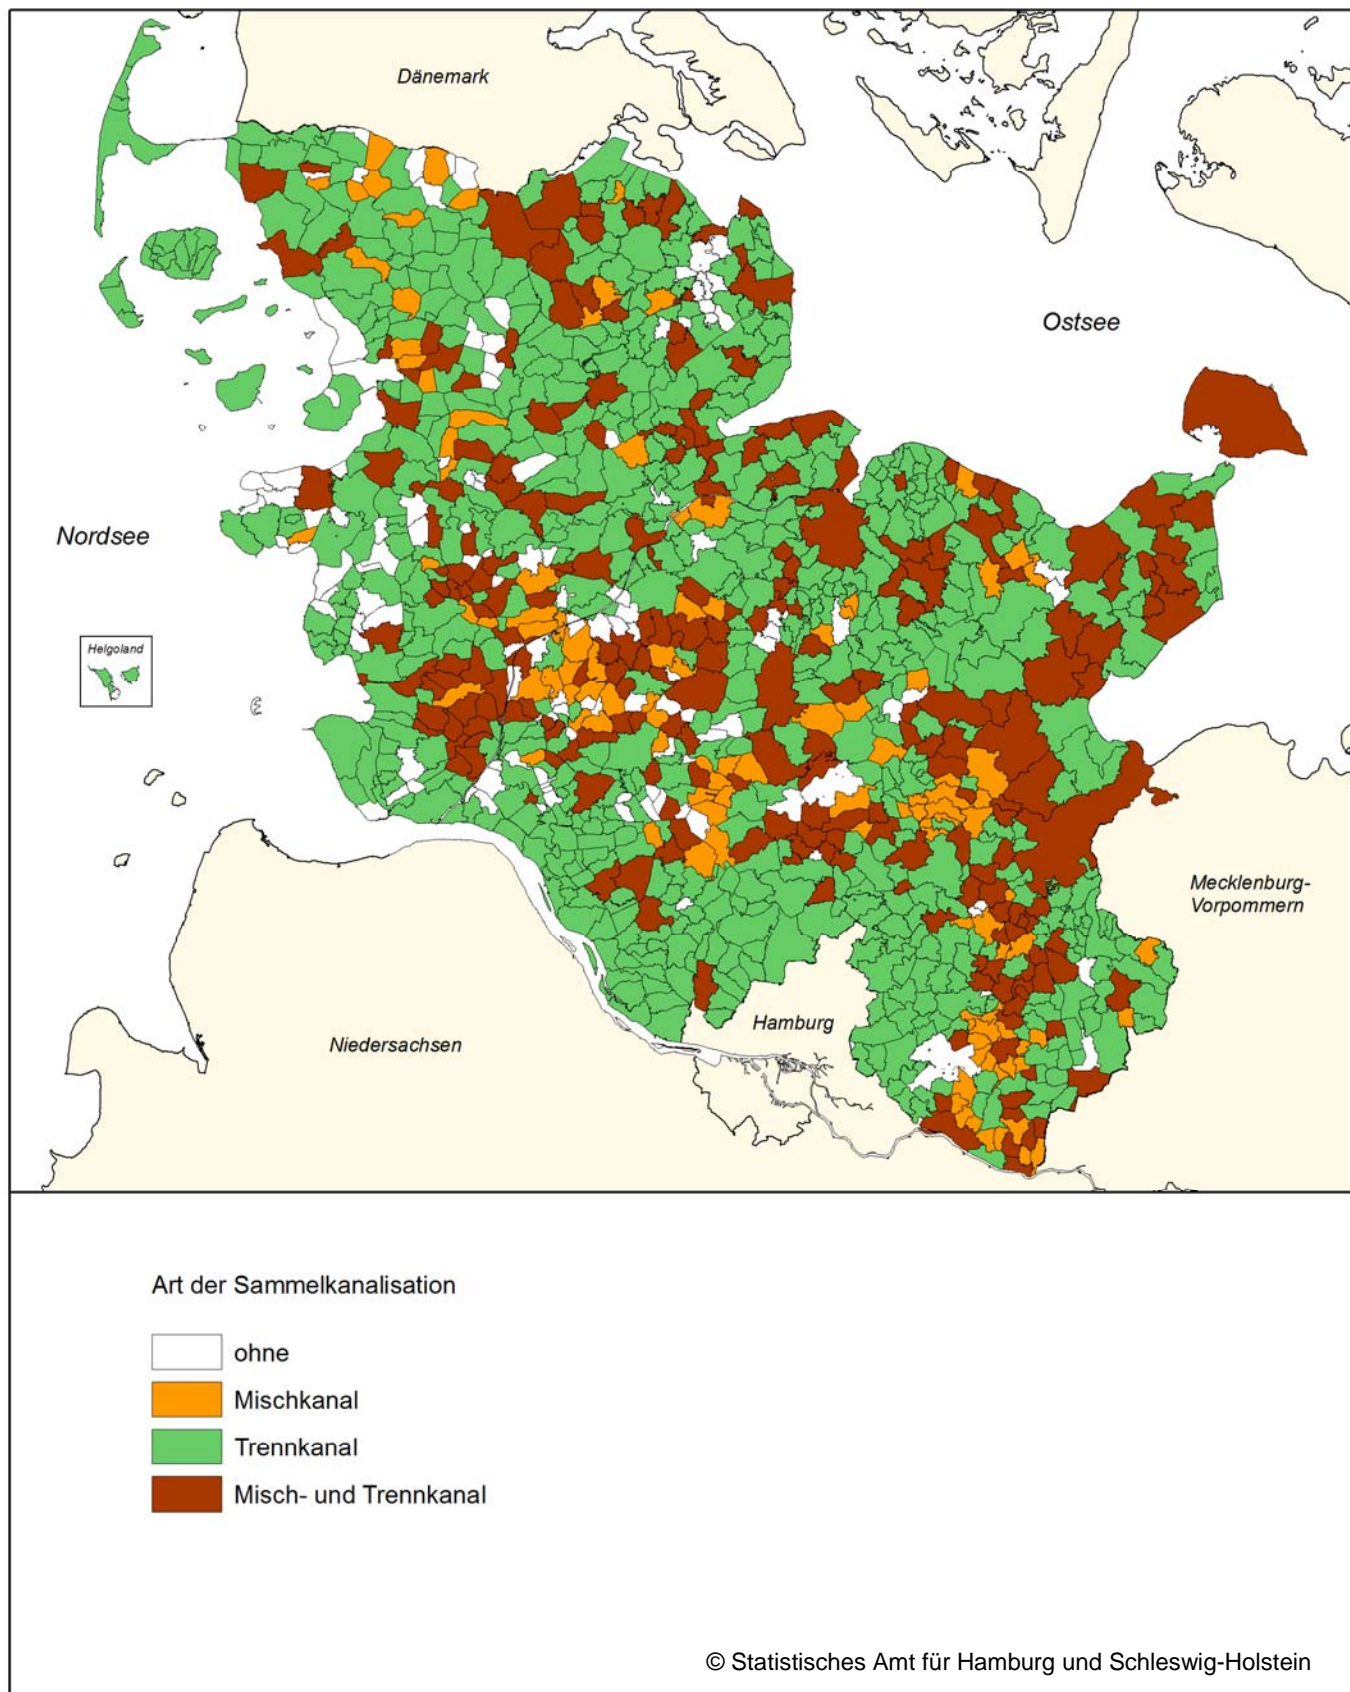 Dänemark
Ostsee
Nordsee
Helgoland
Mecklenburg-
Vorpommern
Hamburg
Niedersachsen
Art der Sammelkanalisation
ohne
Mischkanal
Trennkanal
Misch- und Trennkanal
© Statistisches Amt für Hamburg und Schleswig-Holstein